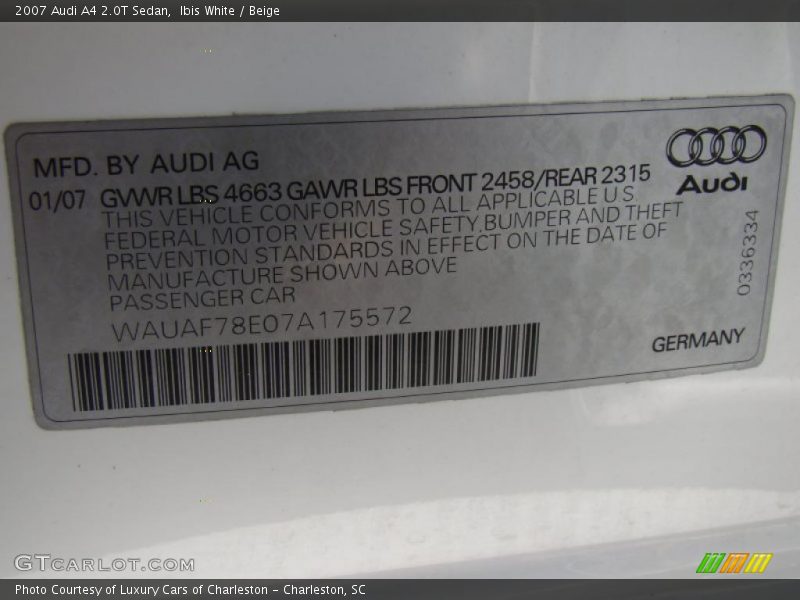 2007 Audi A4 2.0T Sedan, Ibis White / Beige
MFD. BY AUDI AG
01/07 GVWR LBS 4663 GAWR LBS FRONT 2458/REAR 2315
THIS VEHICLE CONFORMS TO ALL APPLICABLE U S
FEDERAL MOTOR VEHICLE SAFETY.BUMPER AND THEFT
PREVENTION STANDARDS IN EFFECT ON THE DATE OF
MANUFACTURE SHOWN ABOVE
PASSENGER CAR
WAUAF78E07A175572
Audi
0336334
GERMANY
GTCARLOT.COM
Photo Courtesy of Luxury Cars of Charleston - Charleston, SC